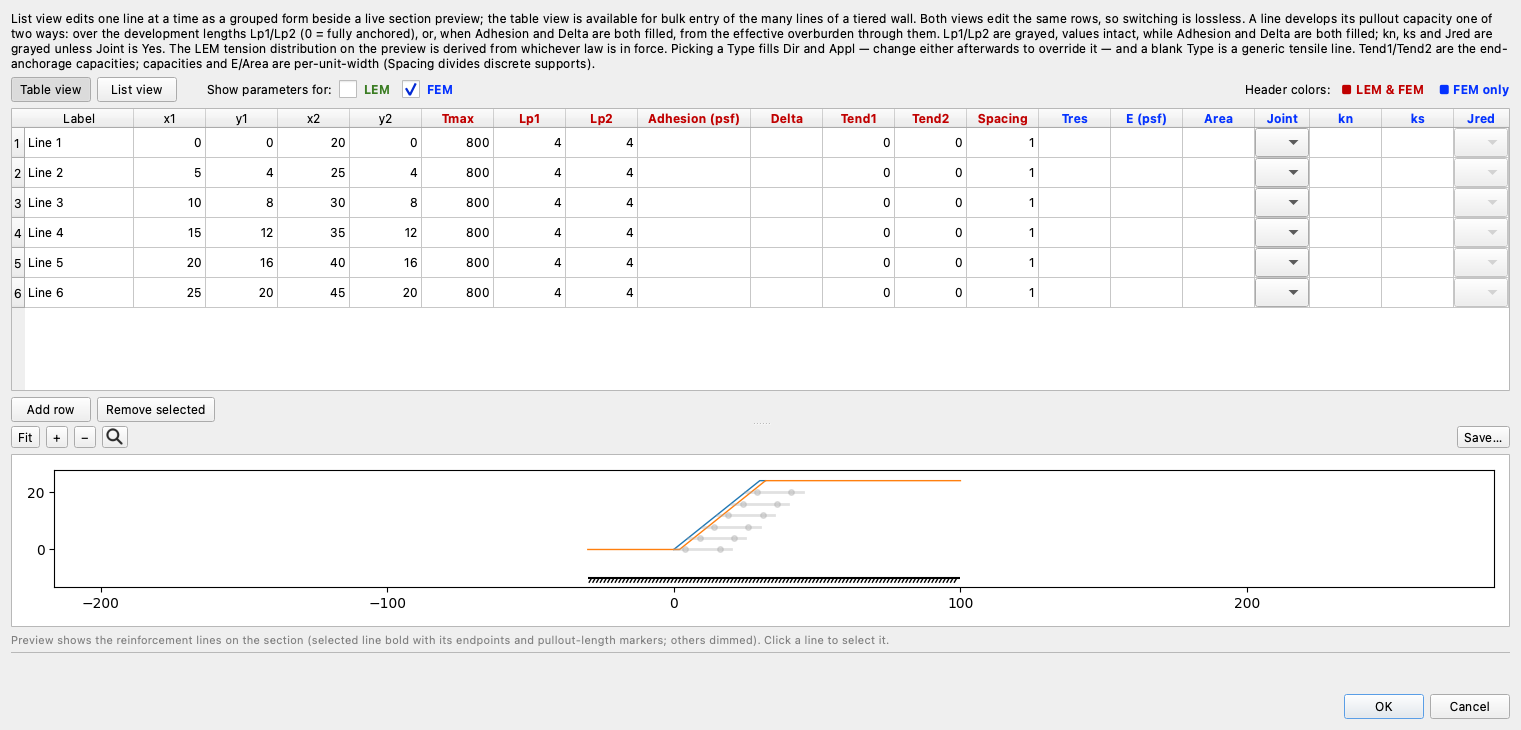 List view edits one line at a time as a grouped form beside a live section preview; the table view is available for bulk entry of the many lines of a tiered wall. Both views edit the same rows, so switching is lossless. A line develops its pullout capacity one of
two ways: over the development lengths Lp1/Lp2 (0 = fully anchored), or, when Adhesion and Delta are both filled, from the effective overburden through them. Lp1/Lp2 are grayed, values intact, while Adhesion and Delta are both filled; kn, ks and Jred are
grayed unless Joint is Yes. The LEM tension distribution on the preview is derived from whichever law is in force. Picking a Type fills Dir and Appl — change either afterwards to override it — and a blank Type is a generic tensile line. Tend1/Tend2 are the end-
anchorage capacities; capacities and E/Area are per-unit-width (Spacing divides discrete supports).
Table view List view Show parameters for: LEM FEM Header colors: LEM & FEM FEM only
Label x1 y1 x2 y2 Tmax Lp1 Lp2 Adhesion (psf) Delta Tend1 Tend2 Spacing Tres E (psf) Area Joint kn ks Jred
1 Line 1 0 0 20 0 800 4 4 0 0 1
2 Line 2 5 4 25 4 800 4 4 0 0 1
3 Line 3 10 8 30 8 800 4 4 0 0 1
4 Line 4 15 12 35 12 800 4 4 0 0 1
5 Line 5 20 16 40 16 800 4 4 0 0 1
6 Line 6 25 20 45 20 800 4 4 0 0 1
Add row Remove selected
Fit + − Save...
20
0
−200 −100 0 100 200
Preview shows the reinforcement lines on the section (selected line bold with its endpoints and pullout-length markers; others dimmed). Click a line to select it.
OK Cancel